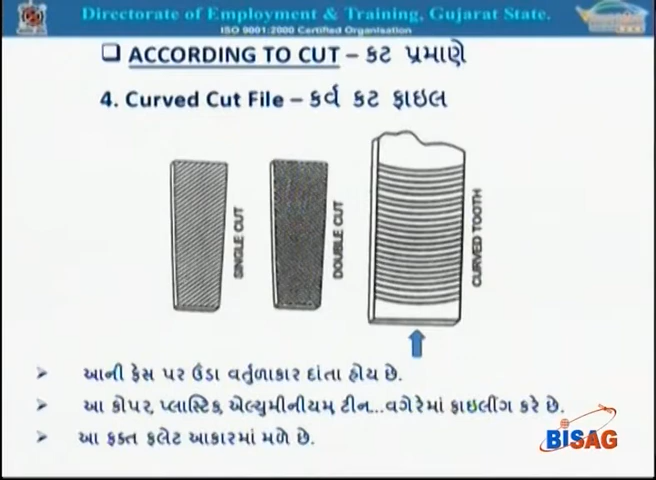 Directorate of Employment & Training, Gujarat State.
ISO 9001:2000 Certified Organisation
ACCORDING TO CUT – કટ પ્રમાણે
4. Curved Cut File – કર્વ કટ ફાઇલ
SINGLE CUT
DOUBLE CUT
CURVED TOOTH
આની ફેસ પર ઉંડા વર્તુળાકાર દાંતા હોય છે.
આ કોપર, પ્લાસ્ટિક, એલ્યુમીનીયમ, ટીન...વગેરેમાં ફાઇલીંગ કરે છે.
આ ફક્ત ફલેટ આકારમાં મળે છે.
BISAG